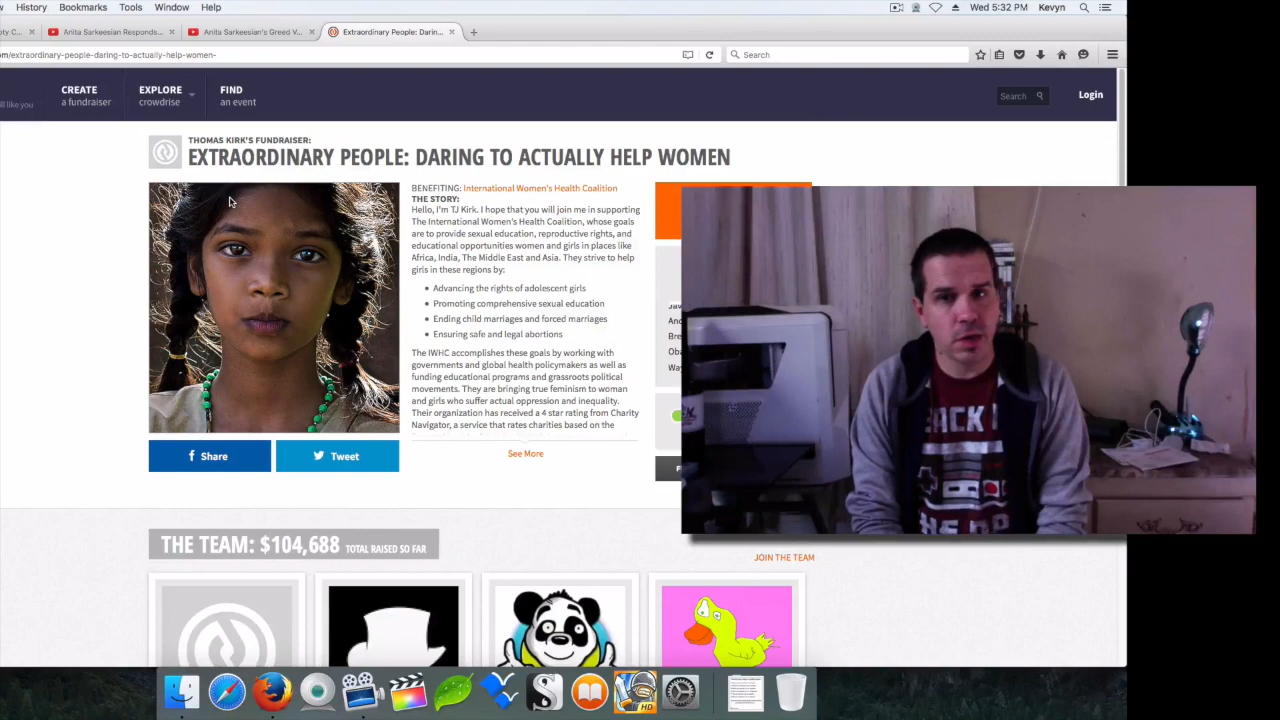 History Bookmarks Tools Window Help Wed 5:32 PM Kevyn
Anita Sarkeesian Responds... Anita Sarkeesian's Greed V... Extraordinary People: Darin...
m/extraordinary-people-daring-to-actually-help-women- Search
CREATE EXPLORE FIND
ill like you a fundraiser crowdrise an event Search Login
THOMAS KIRK'S FUNDRAISER:
EXTRAORDINARY PEOPLE: DARING TO ACTUALLY HELP WOMEN
BENEFITING: International Women's Health Coalition
THE STORY:
Hello, I'm TJ Kirk. I hope that you will join me in supporting
The International Women's Health Coalition, whose goals
are to provide sexual education, reproductive rights, and
educational opportunities women and girls in places like
Africa, India, The Middle East and Asia. They strive to help
girls in these regions by:
Advancing the rights of adolescent girls
Promoting comprehensive sexual education
Ending child marriages and forced marriages
Ensuring safe and legal abortions
The IWHC accomplishes these goals by working with
governments and global health policymakers as well as
funding educational programs and grassroots political
movements. They are bringing true feminism to woman
and girls who suffer actual oppression and inequality.
Their organization has received a 4 star rating from Charity
Navigator, a service that rates charities based on the
See More
Share Tweet
THE TEAM: $104,688 TOTAL RAISED SO FAR
JOIN THE TEAM
HD